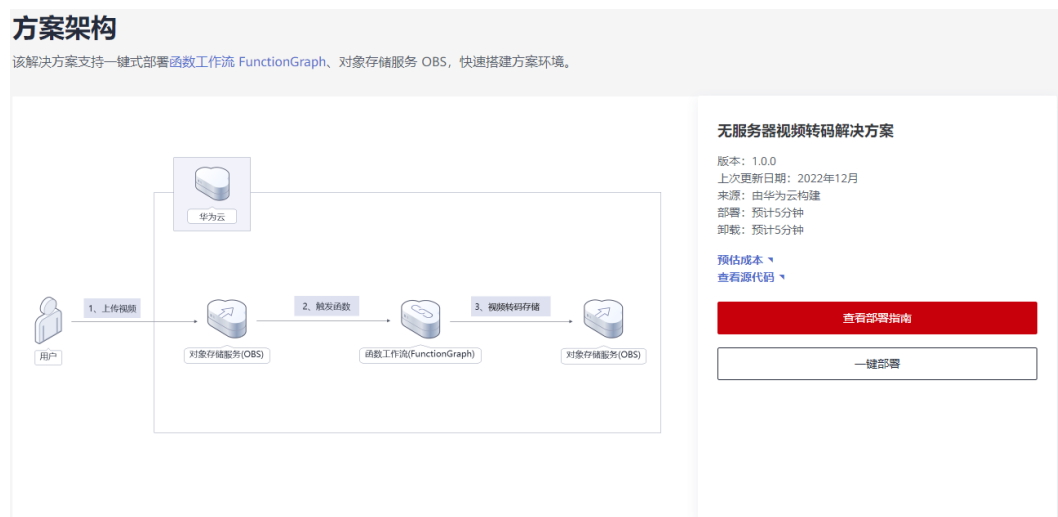 方案架构
该解决方案支持一键式部署函数工作流 FunctionGraph、对象存储服务 OBS，快速搭建方案环境。
华为云
1、上传视频
2、触发函数
3、视频转码存储
用户
对象存储服务(OBS)
函数工作流(FunctionGraph)
对象存储服务(OBS)
无服务器视频转码解决方案
版本：1.0.0
上次更新日期：2022年12月
来源：由华为云构建
部署：预计5分钟
卸载：预计5分钟
预估成本
查看源代码
查看部署指南
一键部署